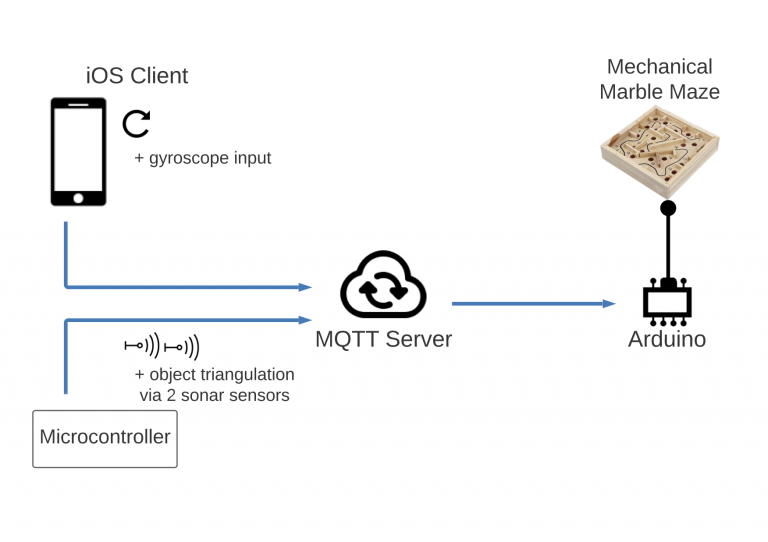 iOS Client
+ gyroscope input
Mechanical
Marble Maze
MQTT Server
Arduino
+ object triangulation
via 2 sonar sensors
Microcontroller